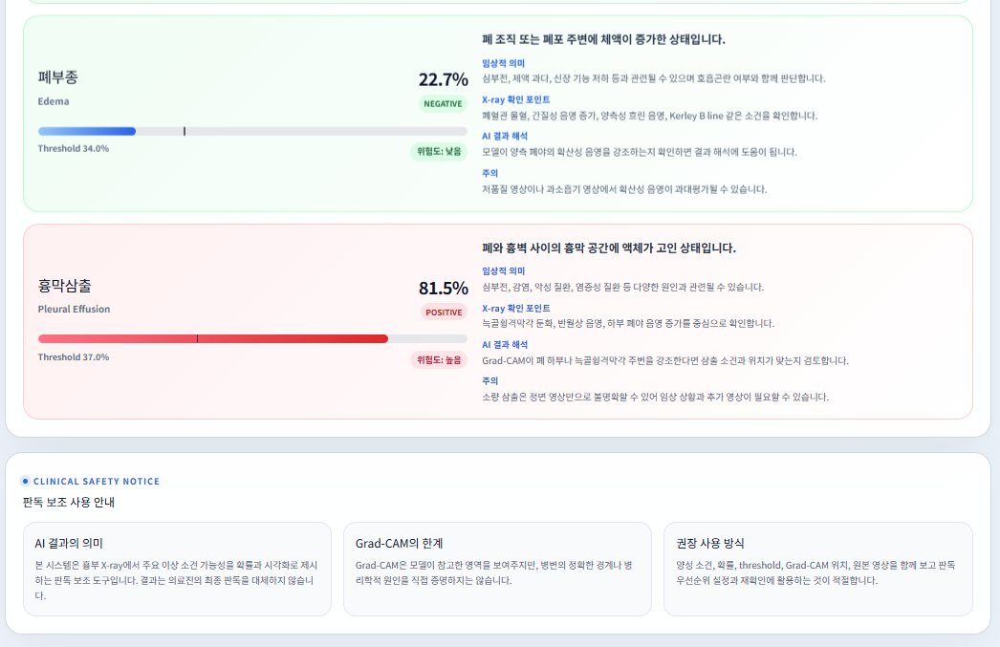 폐 조직 또는 폐포 주변에 체액이 증가한 상태입니다.
폐부종
22.7%
Edema
NEGATIVE
Threshold 34.0%
위험도: 낮음
임상적 의미
심부전, 체액 과다, 신장 기능 저하 등과 관련될 수 있으며 호흡곤란 여부와 함께 판단합니다.
X-ray 확인 포인트
폐혈관 울혈, 간질성 음영 증가, 양측성 흐린 음영, Kerley B line 같은 소견을 확인합니다.
AI 결과 해석
모델이 양측 폐야의 확산성 음영을 강조하는지 확인하면 결과 해석에 도움이 됩니다.
주의
저품질 영상이나 과소흡기 영상에서 확산성 음영이 과대평가될 수 있습니다.
폐와 흉벽 사이의 흉막 공간에 액체가 고인 상태입니다.
흉막삼출
81.5%
Pleural Effusion
POSITIVE
Threshold 37.0%
위험도: 높음
임상적 의미
심부전, 감염, 악성 질환, 염증성 질환 등 다양한 원인과 관련될 수 있습니다.
X-ray 확인 포인트
늑골횡격막각 둔화, 반월상 음영, 하부 폐야 음영 증가를 중심으로 확인합니다.
AI 결과 해석
Grad-CAM이 폐 하부나 늑골횡격막각 주변을 강조한다면 삼출 소견과 위치가 맞는지 검토합니다.
주의
소량 삼출은 정면 영상만으로 불명확할 수 있어 임상 상황과 추가 영상이 필요할 수 있습니다.
CLINICAL SAFETY NOTICE
판독 보조 사용 안내
AI 결과의 의미
본 시스템은 흉부 X-ray에서 주요 이상 소견 가능성을 확률과 시각화로 제시
하는 판독 보조 도구입니다. 결과는 의료진의 최종 판독을 대체하지 않습니
다.
Grad-CAM의 한계
Grad-CAM은 모델이 참고한 영역을 보여주지만, 병변의 정확한 경계나 병
리학적 원인을 직접 증명하지는 않습니다.
권장 사용 방식
양성 소견, 확률, threshold, Grad-CAM 위치, 원본 영상을 함께 보고 판독
우선순위 설정과 재확인에 활용하는 것이 적절합니다.